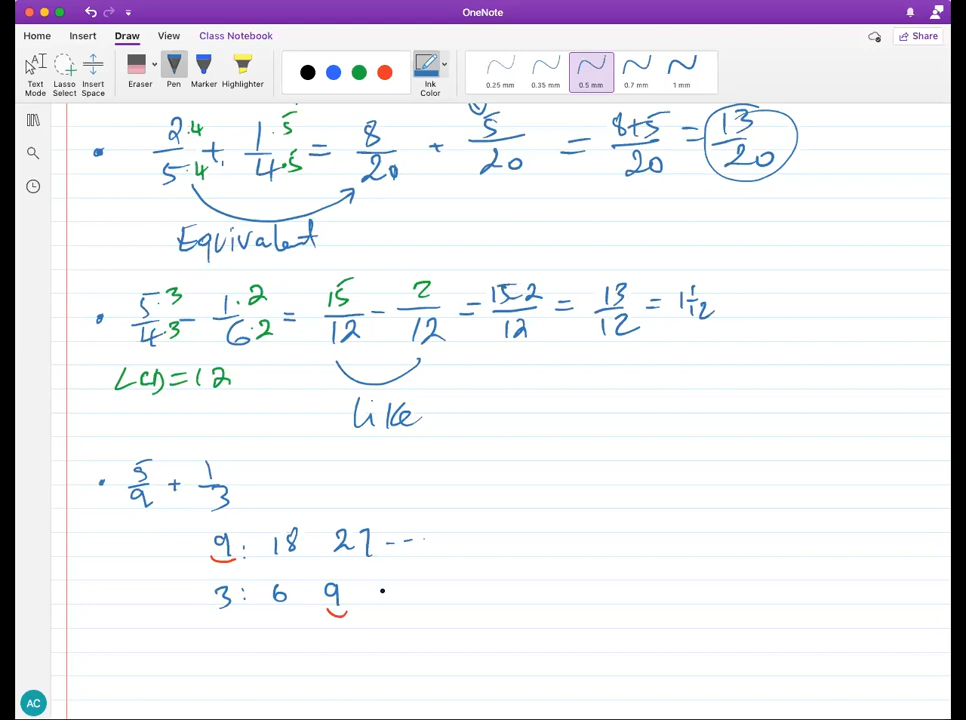 OneNote
Home Insert Draw View Class Notebook Share
Text Mode Lasso Select Insert Space Eraser Pen Marker Highlighter Ink Color 0.25 mm 0.35 mm 0.5 mm 0.7 mm 1 mm
• 2·4/5·4 + 1·5/4·5 = 8/20 + 5/20 = 8+5/20 = 13/20
Equivalent
• 5·3/4·3 - 1·2/6·2 = 15/12 - 2/12 = 15-2/12 = 13/12 = 1 1/12
LCD = 12
like
• 5/9 + 1/3
9: 18 27 ---
3: 6 9
AC